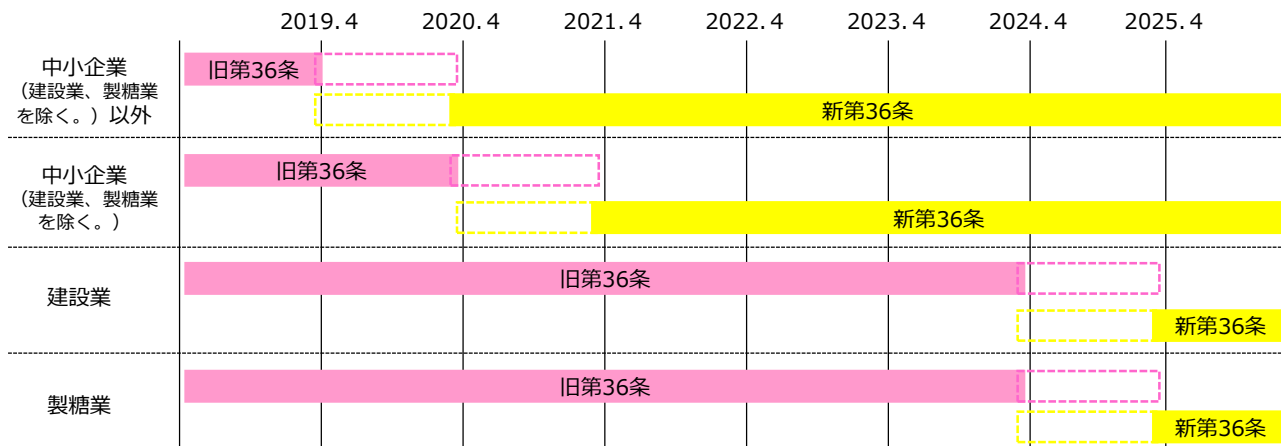 2019.4 2020.4 2021.4 2022.4 2023.4 2024.4 2025.4
中小企業
（建設業、製糖業
を除く。）以外
旧第36条
新第36条
中小企業
（建設業、製糖業
を除く。）
旧第36条
新第36条
建設業
旧第36条
新第36条
製糖業
旧第36条
新第36条